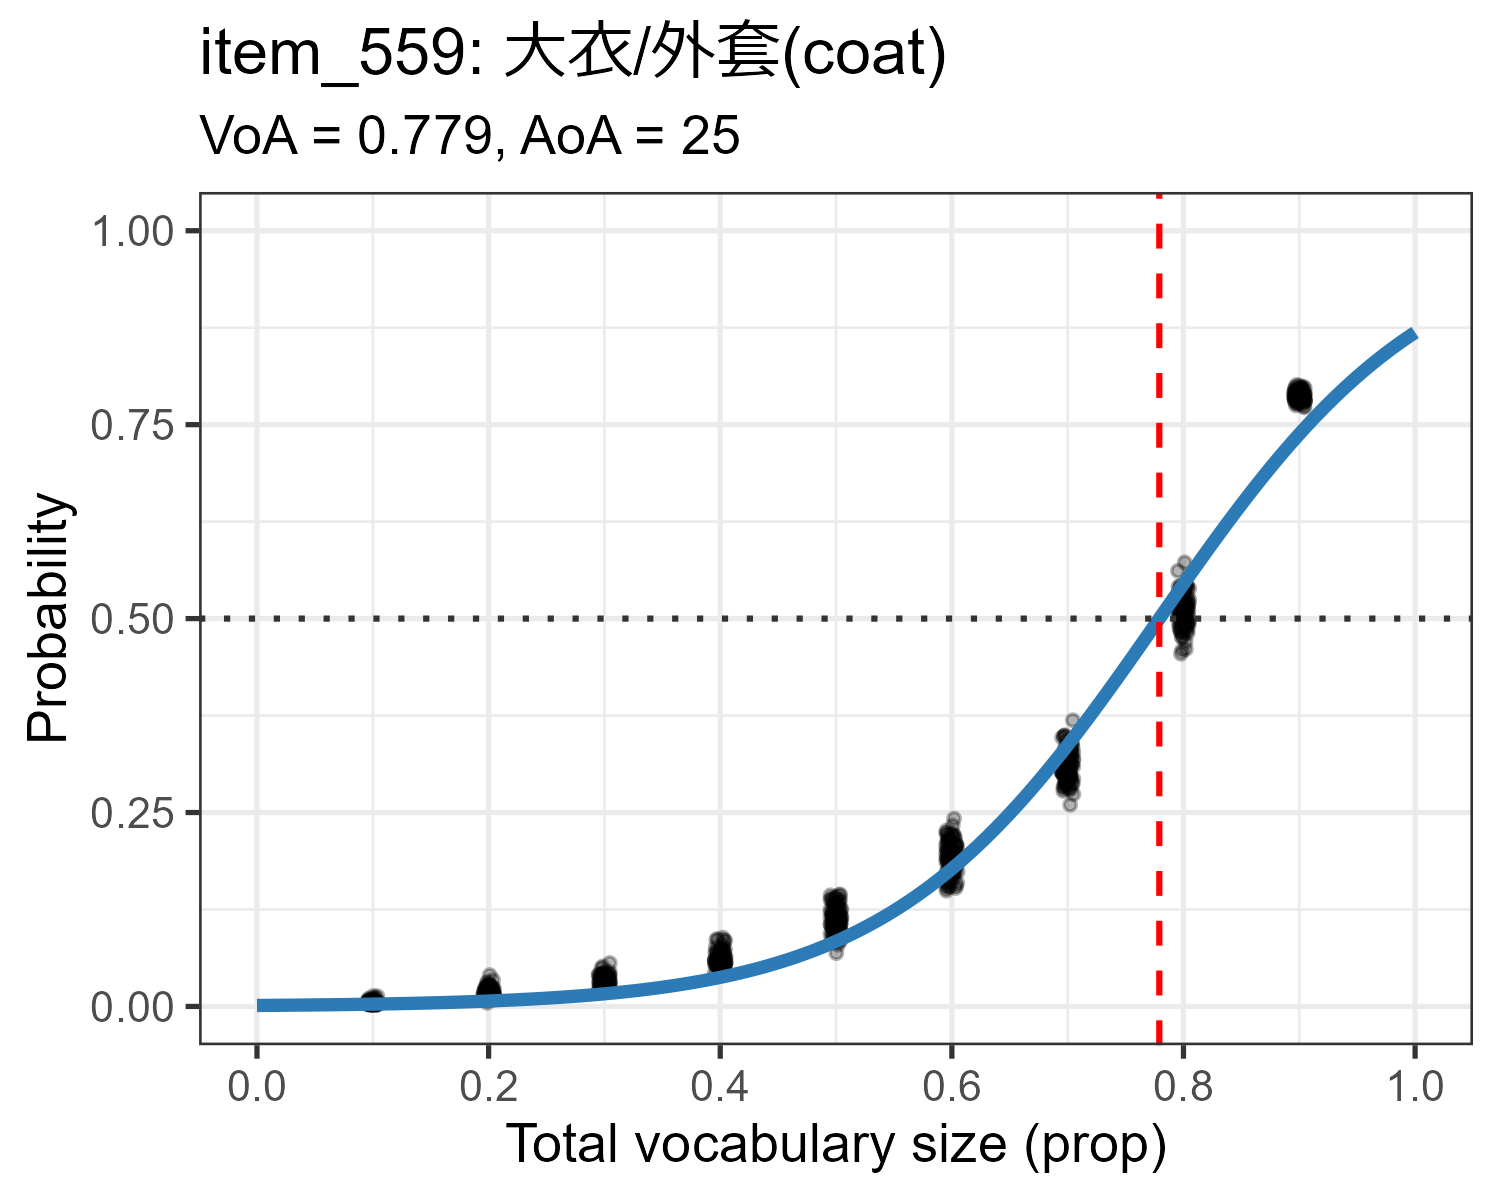 item_559: 大衣/外套(coat)
VoA = 0.779, AoA = 25
1.00
0.75
0.50
0.25
0.00
Probability
0.0 0.2 0.4 0.6 0.8 1.0
Total vocabulary size (prop)